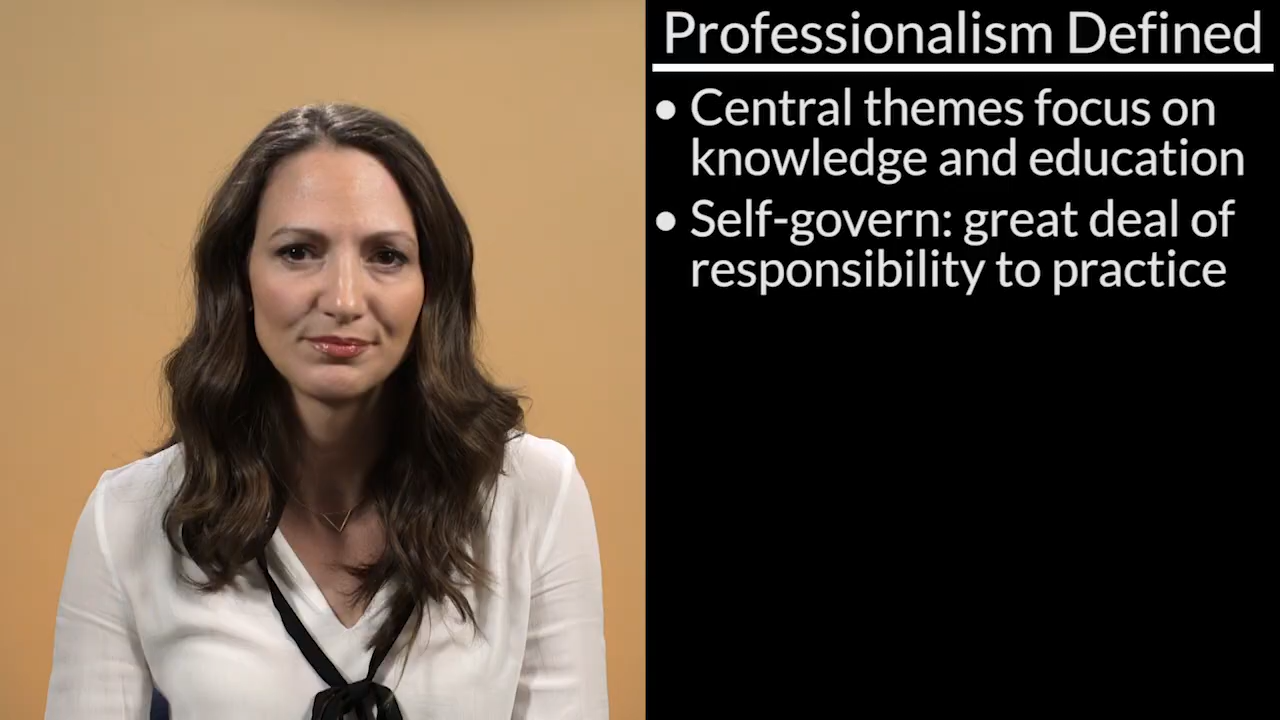 Professionalism Defined
• Central themes focus on
knowledge and education
• Self-govern: great deal of
responsibility to practice